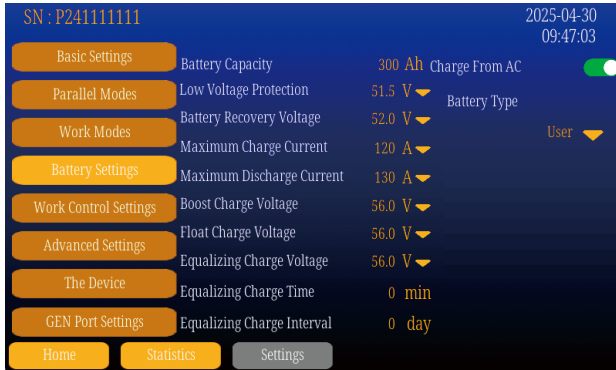 SN : P241111111
2025-04-30
09:47:03
Basic Settings
Parallel Modes
Work Modes
Battery Settings
Work Control Settings
Advanced Settings
The Device
GEN Port Settings
Battery Capacity 300 Ah
Low Voltage Protection 51.5 V
Battery Recovery Voltage 52.0 V
Maximum Charge Current 120 A
Maximum Discharge Current 130 A
Boost Charge Voltage 56.0 V
Float Charge Voltage 56.0 V
Equalizing Charge Voltage 56.0 V
Equalizing Charge Time 0 min
Equalizing Charge Interval 0 day
Charge From AC
Battery Type
User
Home Statistics Settings